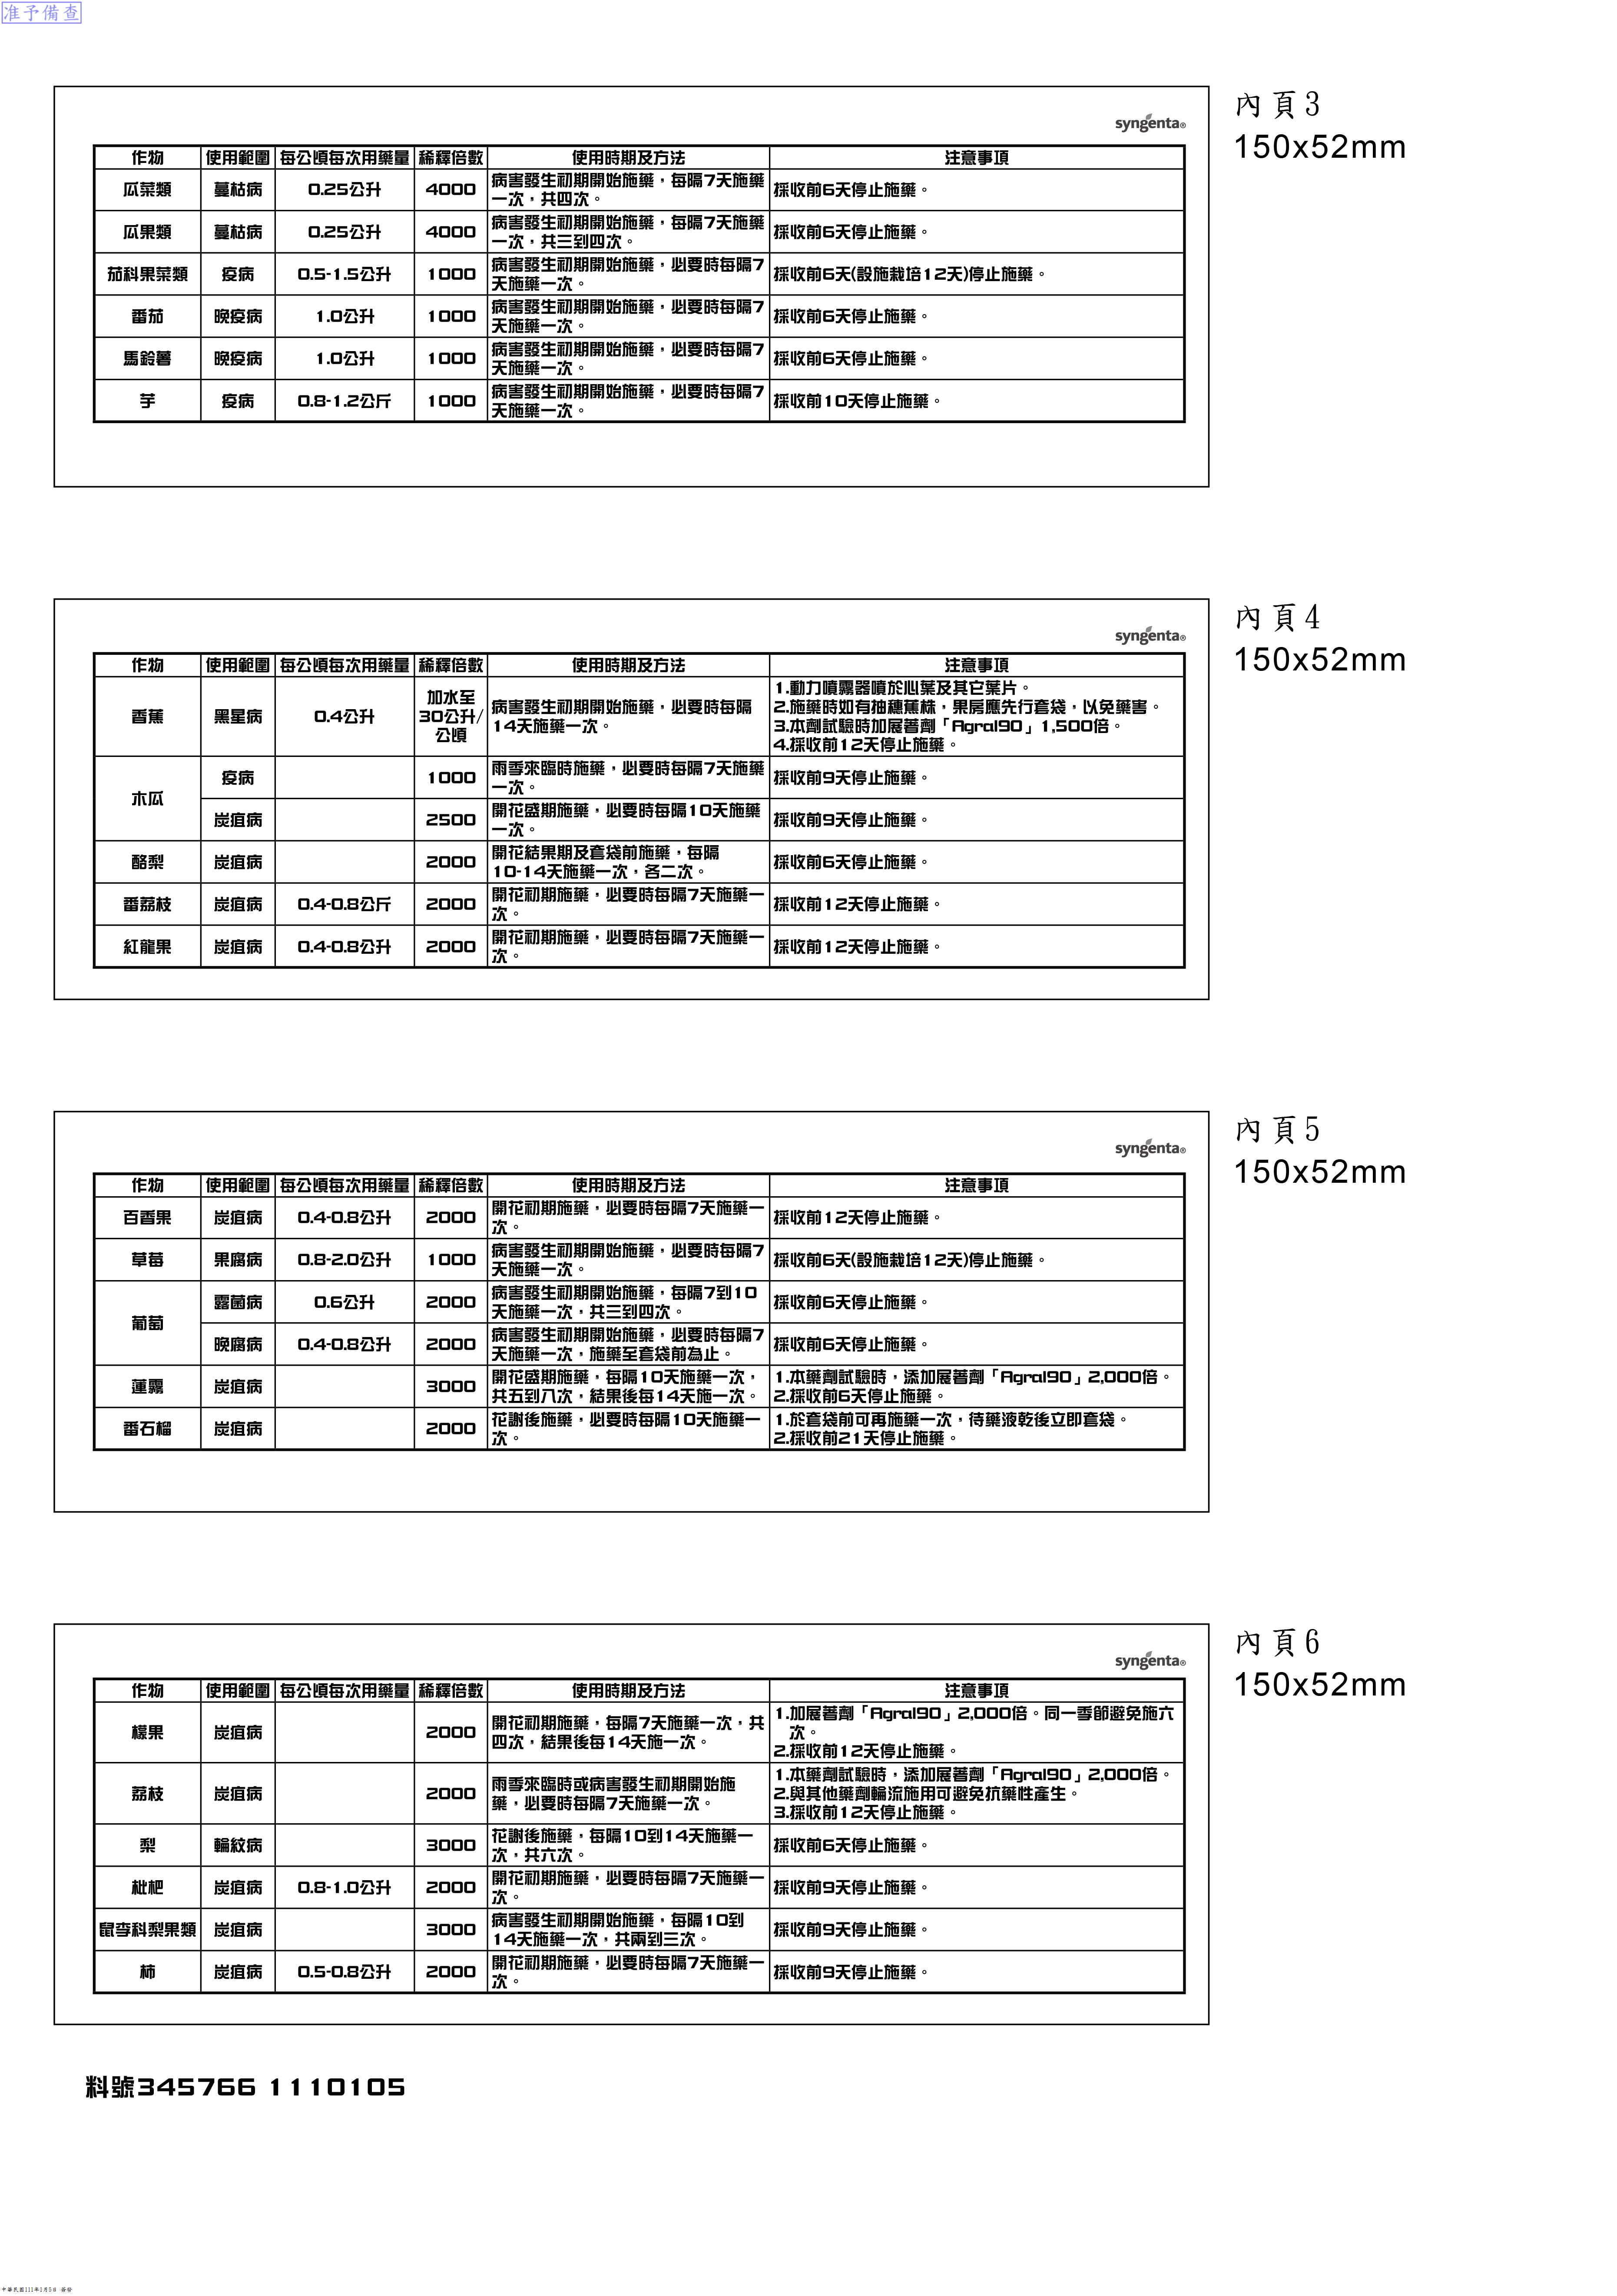 准予備查
內頁3
150x52mm
syngenta®
作物 使用範圍 每公頃每次用藥量 稀釋倍數 使用時期及方法 注意事項
瓜菜類 蔓枯病 0.25公升 4000 病害發生初期開始施藥，每隔7天施藥
一次，共四次。 採收前6天停止施藥。
瓜果類 蔓枯病 0.25公升 4000 病害發生初期開始施藥，每隔7天施藥
一次，共三到四次。 採收前6天停止施藥。
茄科果菜類 疫病 0.5-1.5公升 1000 病害發生初期開始施藥，必要時每隔7
天施藥一次。 採收前6天(設施栽培12天)停止施藥。
番茄 晚疫病 1.0公升 1000 病害發生初期開始施藥，必要時每隔7
天施藥一次。 採收前6天停止施藥。
馬鈴薯 晚疫病 1.0公升 1000 病害發生初期開始施藥，必要時每隔7
天施藥一次。 採收前6天停止施藥。
芋 疫病 0.8-1.2公斤 1000 病害發生初期開始施藥，必要時每隔7
天施藥一次。 採收前10天停止施藥。
內頁4
150x52mm
syngenta®
作物 使用範圍 每公頃每次用藥量 稀釋倍數 使用時期及方法 注意事項
香蕉 黑星病 0.4公升
加水至
30公升/
公頃
病害發生初期開始施藥，必要時每隔
14天施藥一次。
1.動力噴霧器噴於心葉及其它葉片。
2.施藥時如有抽穗蕉株，果房應先行套袋，以免藥害。
3.本劑試驗時加展著劑「Agral90」1,500倍。
4.採收前12天停止施藥。
木瓜 疫病 1000 雨季來臨時施藥，必要時每隔7天施藥
一次。 採收前9天停止施藥。
炭疽病 2500 開花盛期施藥，必要時每隔10天施藥
一次。 採收前9天停止施藥。
酪梨 炭疽病 2000 開花結果期及套袋前施藥，每隔
10-14天施藥一次，各二次。 採收前6天停止施藥。
番荔枝 炭疽病 0.4-0.8公斤 2000 開花初期施藥，必要時每隔7天施藥一
次。 採收前12天停止施藥。
紅龍果 炭疽病 0.4-0.8公升 2000 開花初期施藥，必要時每隔7天施藥一
次。 採收前12天停止施藥。
內頁5
150x52mm
syngenta®
作物 使用範圍 每公頃每次用藥量 稀釋倍數 使用時期及方法 注意事項
百香果 炭疽病 0.4-0.8公升 2000 開花初期施藥，必要時每隔7天施藥一
次。 採收前12天停止施藥。
草莓 果腐病 0.8-2.0公升 1000 病害發生初期開始施藥，必要時每隔7
天施藥一次。 採收前6天(設施栽培12天)停止施藥。
葡萄 露菌病 0.6公升 2000 病害發生初期開始施藥，每隔7到10
天施藥一次，共三到四次。 採收前6天停止施藥。
晚腐病 0.4-0.8公升 2000 病害發生初期開始施藥，必要時每隔7
天施藥一次，施藥至套袋前為止。 採收前6天停止施藥。
蓮霧 炭疽病 3000 開花盛期施藥，每隔10天施藥一次，
共五到八次，結果後每14天施一次。
1.本藥劑試驗時，添加展著劑「Agral90」2,000倍。
2.採收前6天停止施藥。
番石榴 炭疽病 2000 花謝後施藥，必要時每隔10天施藥一
次。
1.於套袋前可再施藥一次，待藥液乾後立即套袋。
2.採收前21天停止施藥。
內頁6
150x52mm
syngenta®
作物 使用範圍 每公頃每次用藥量 稀釋倍數 使用時期及方法 注意事項
檬果 炭疽病 2000 開花初期施藥，每隔7天施藥一次，共
四次，結果後每14天施一次。
1.加展著劑「Agral90」2,000倍。同一季節避免施六
次。
2.採收前12天停止施藥。
荔枝 炭疽病 2000 雨季來臨時或病害發生初期開始施
藥，必要時每隔7天施藥一次。
1.本藥劑試驗時，添加展著劑「Agral90」2,000倍。
2.與其他藥劑輪流施用可避免抗藥性產生。
3.採收前12天停止施藥。
梨 輪紋病 3000 花謝後施藥，每隔10到14天施藥一
次，共六次。 採收前6天停止施藥。
枇杷 炭疽病 0.8-1.0公升 2000 開花初期施藥，必要時每隔7天施藥一
次。 採收前9天停止施藥。
鼠李科梨果類 炭疽病 3000 病害發生初期開始施藥，每隔10到
14天施藥一次，共兩到三次。 採收前9天停止施藥。
柿 炭疽病 0.5-0.8公升 2000 開花初期施藥，必要時每隔7天施藥一
次。 採收前9天停止施藥。
料號345766 1110105
中華民國111年1月5日 簽發